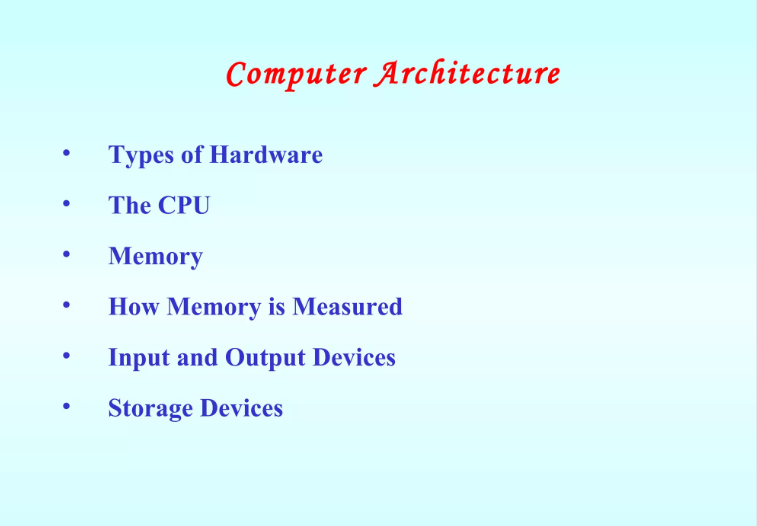 Computer Architecture
• Types of Hardware
• The CPU
• Memory
• How Memory is Measured
• Input and Output Devices
• Storage Devices